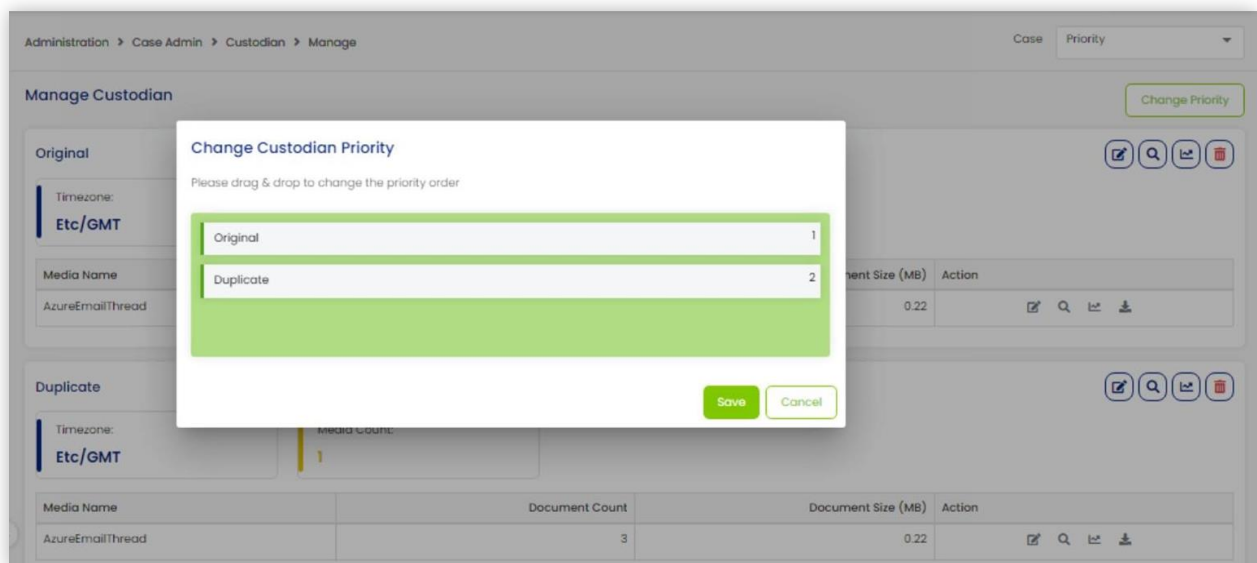 Administration > Case Admin > Custodian > Manage
Case Priority
Manage Custodian
Change Priority
Original
Change Custodian Priority
Please drag & drop to change the priority order
Timezone:
Etc/GMT
Original 1
Duplicate 2
Media Name ment Size (MB) Action
AzureEmailThread 0.22
Save Cancel
Duplicate
Timezone: Media Count:
Etc/GMT 1
Media Name Document Count Document Size (MB) Action
AzureEmailThread 3 0.22